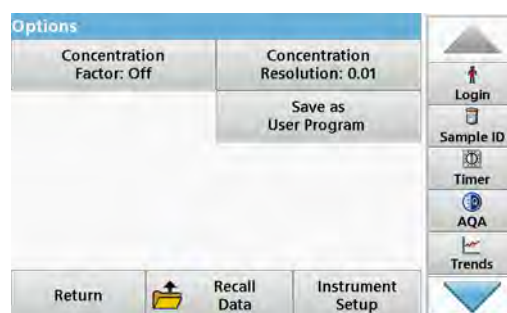 Options
Concentration
Factor: Off
Concentration
Resolution: 0.01
Save as
User Program
Return
Recall
Data
Instrument
Setup
Login
Sample ID
Timer
AQA
Trends